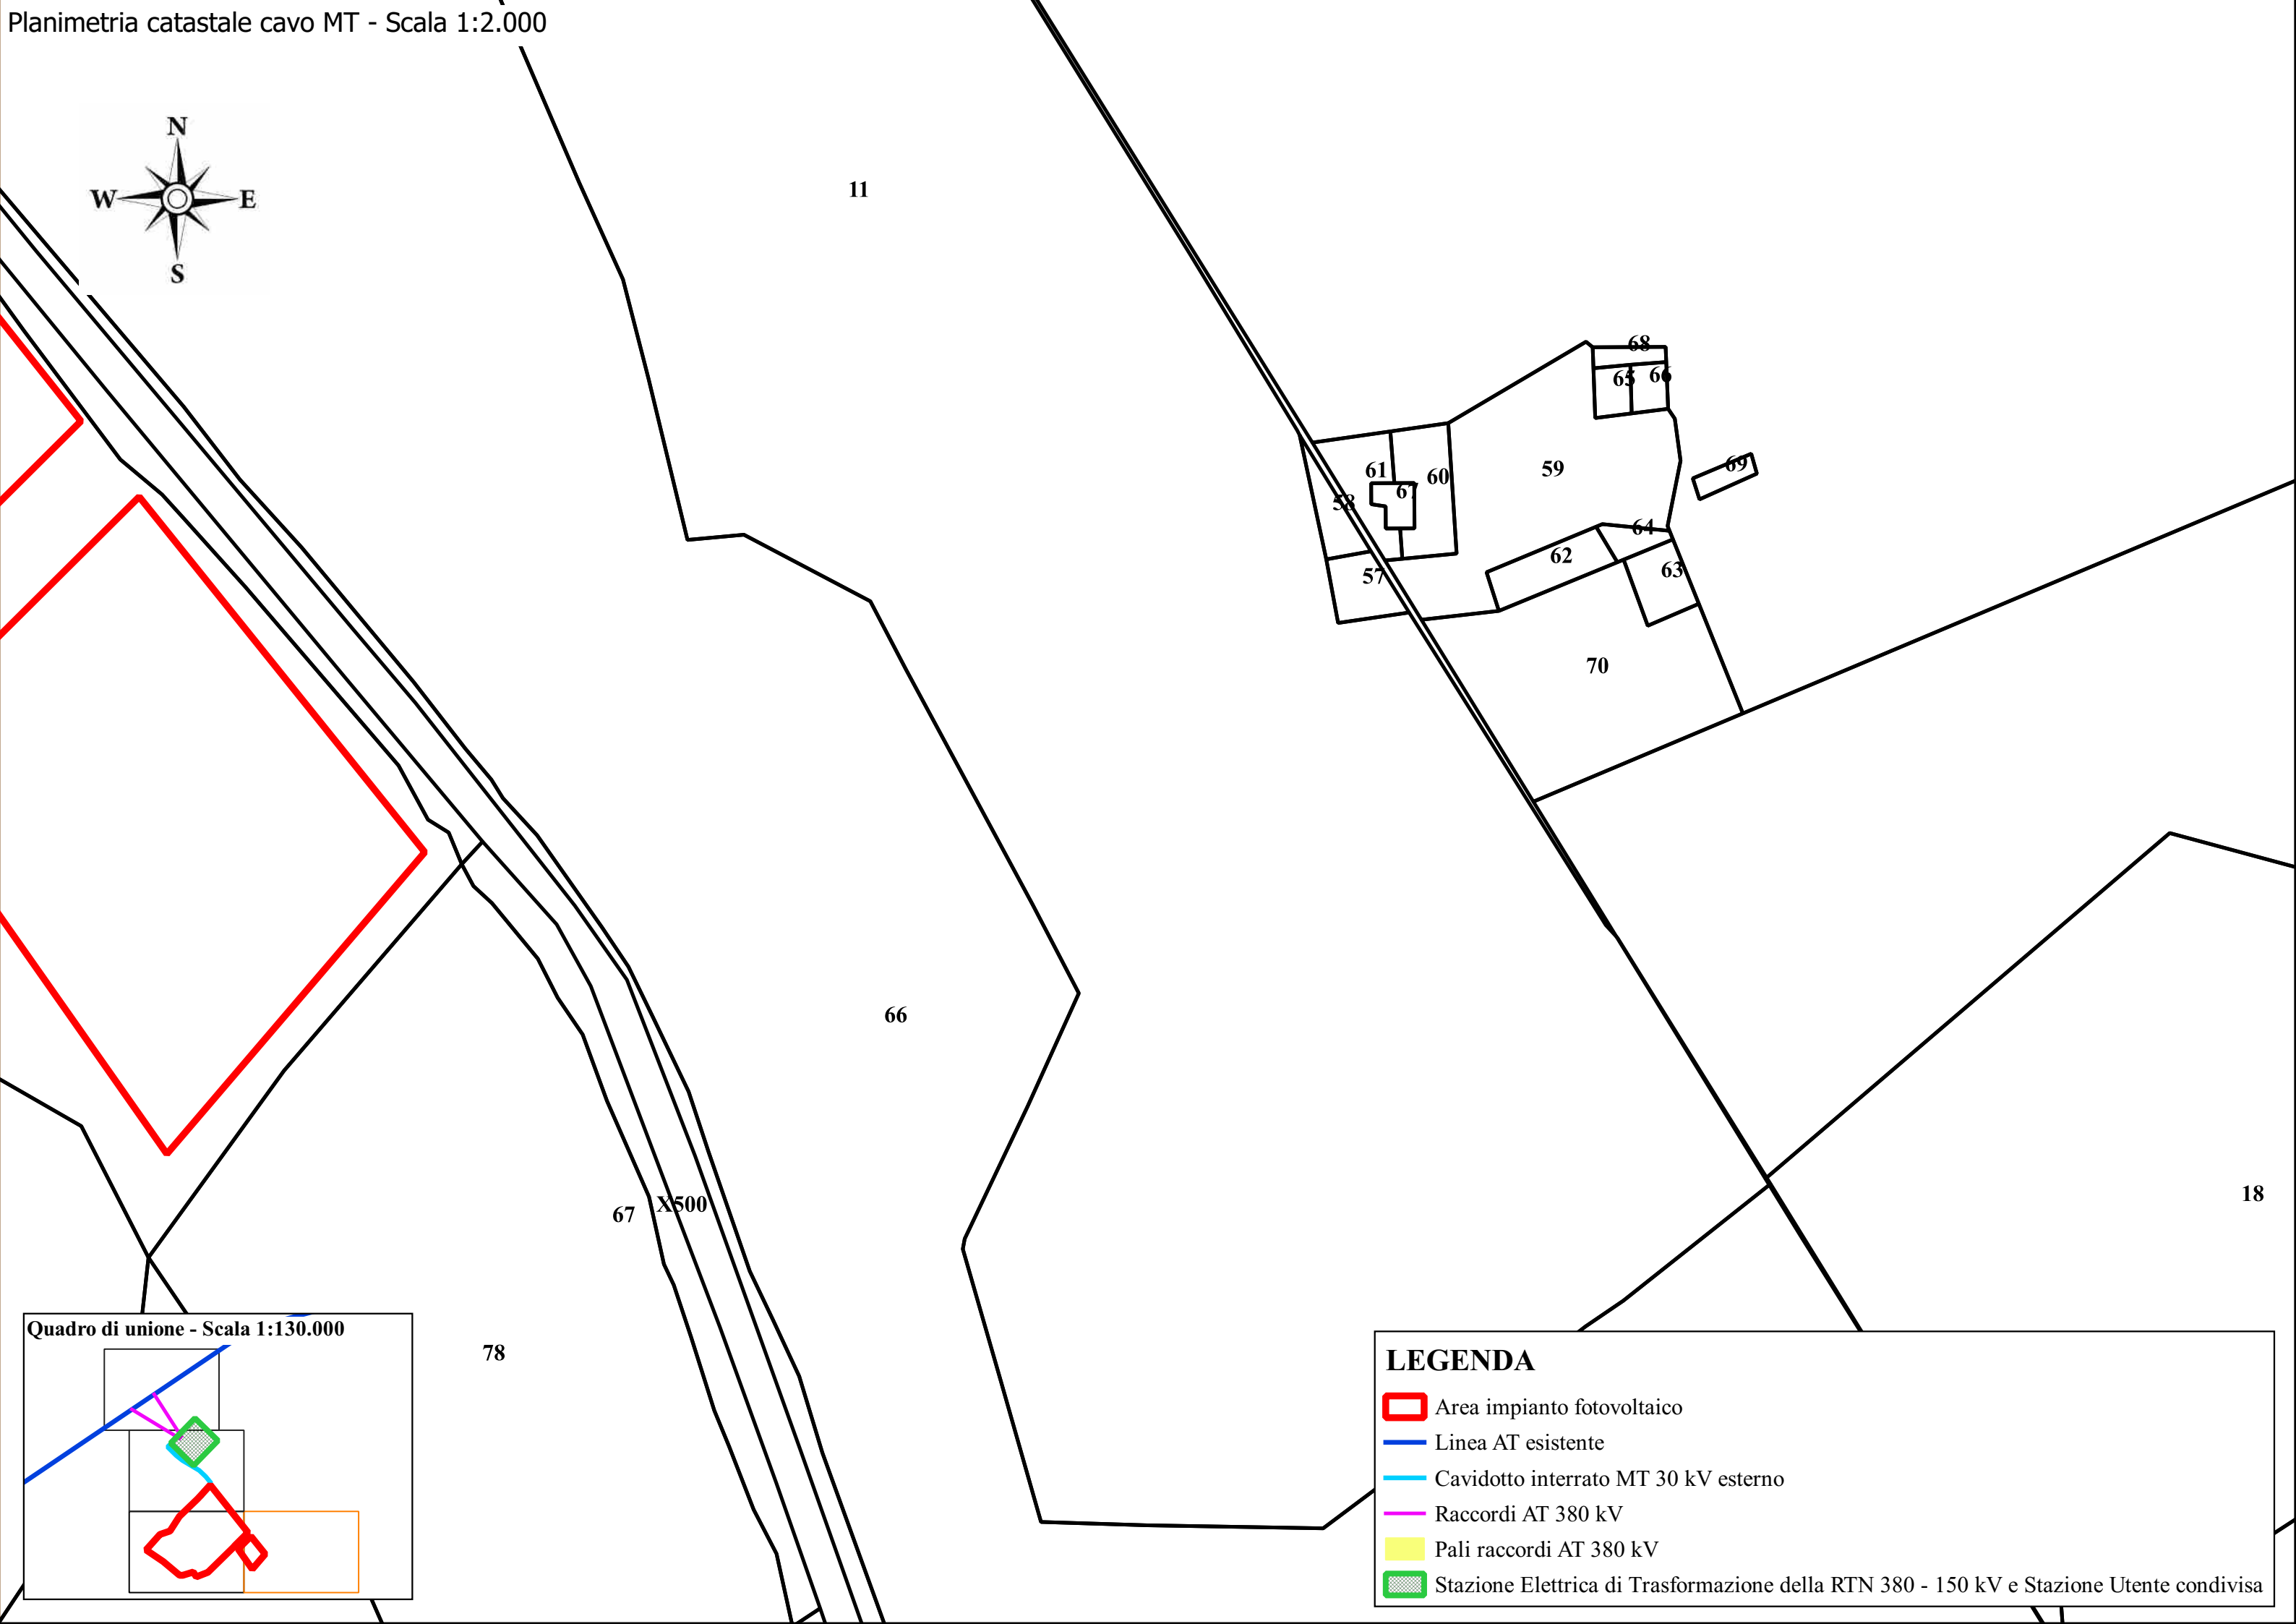 Planimetria catastale cavo MT - Scala 1:2.000
N
W E
S
11
68
65 66
61 60 59 69
58 67
64
62
57 63
70
66
18
67 X500
78
Quadro di unione - Scala 1:130.000
LEGENDA
Area impianto fotovoltaico
Linea AT esistente
Cavidotto interrato MT 30 kV esterno
Raccordi AT 380 kV
Pali raccordi AT 380 kV
Stazione Elettrica di Trasformazione della RTN 380 - 150 kV e Stazione Utente condivisa